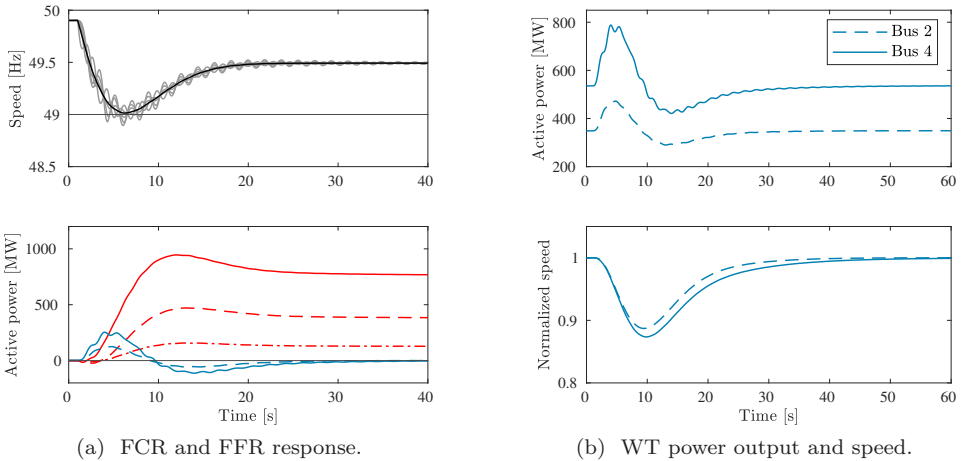 50
49.5
49
48.5
Speed [Hz]
0 10 20 30 40
1000
500
0
Active power [MW]
0 10 20 30 40
Time [s]
(a) FCR and FFR response.
800
600
400
200
Active power [MW]
Bus 2
Bus 4
0 10 20 30 40 50 60
1
0.9
0.8
Normalized speed
0 10 20 30 40 50 60
Time [s]
(b) WT power output and speed.